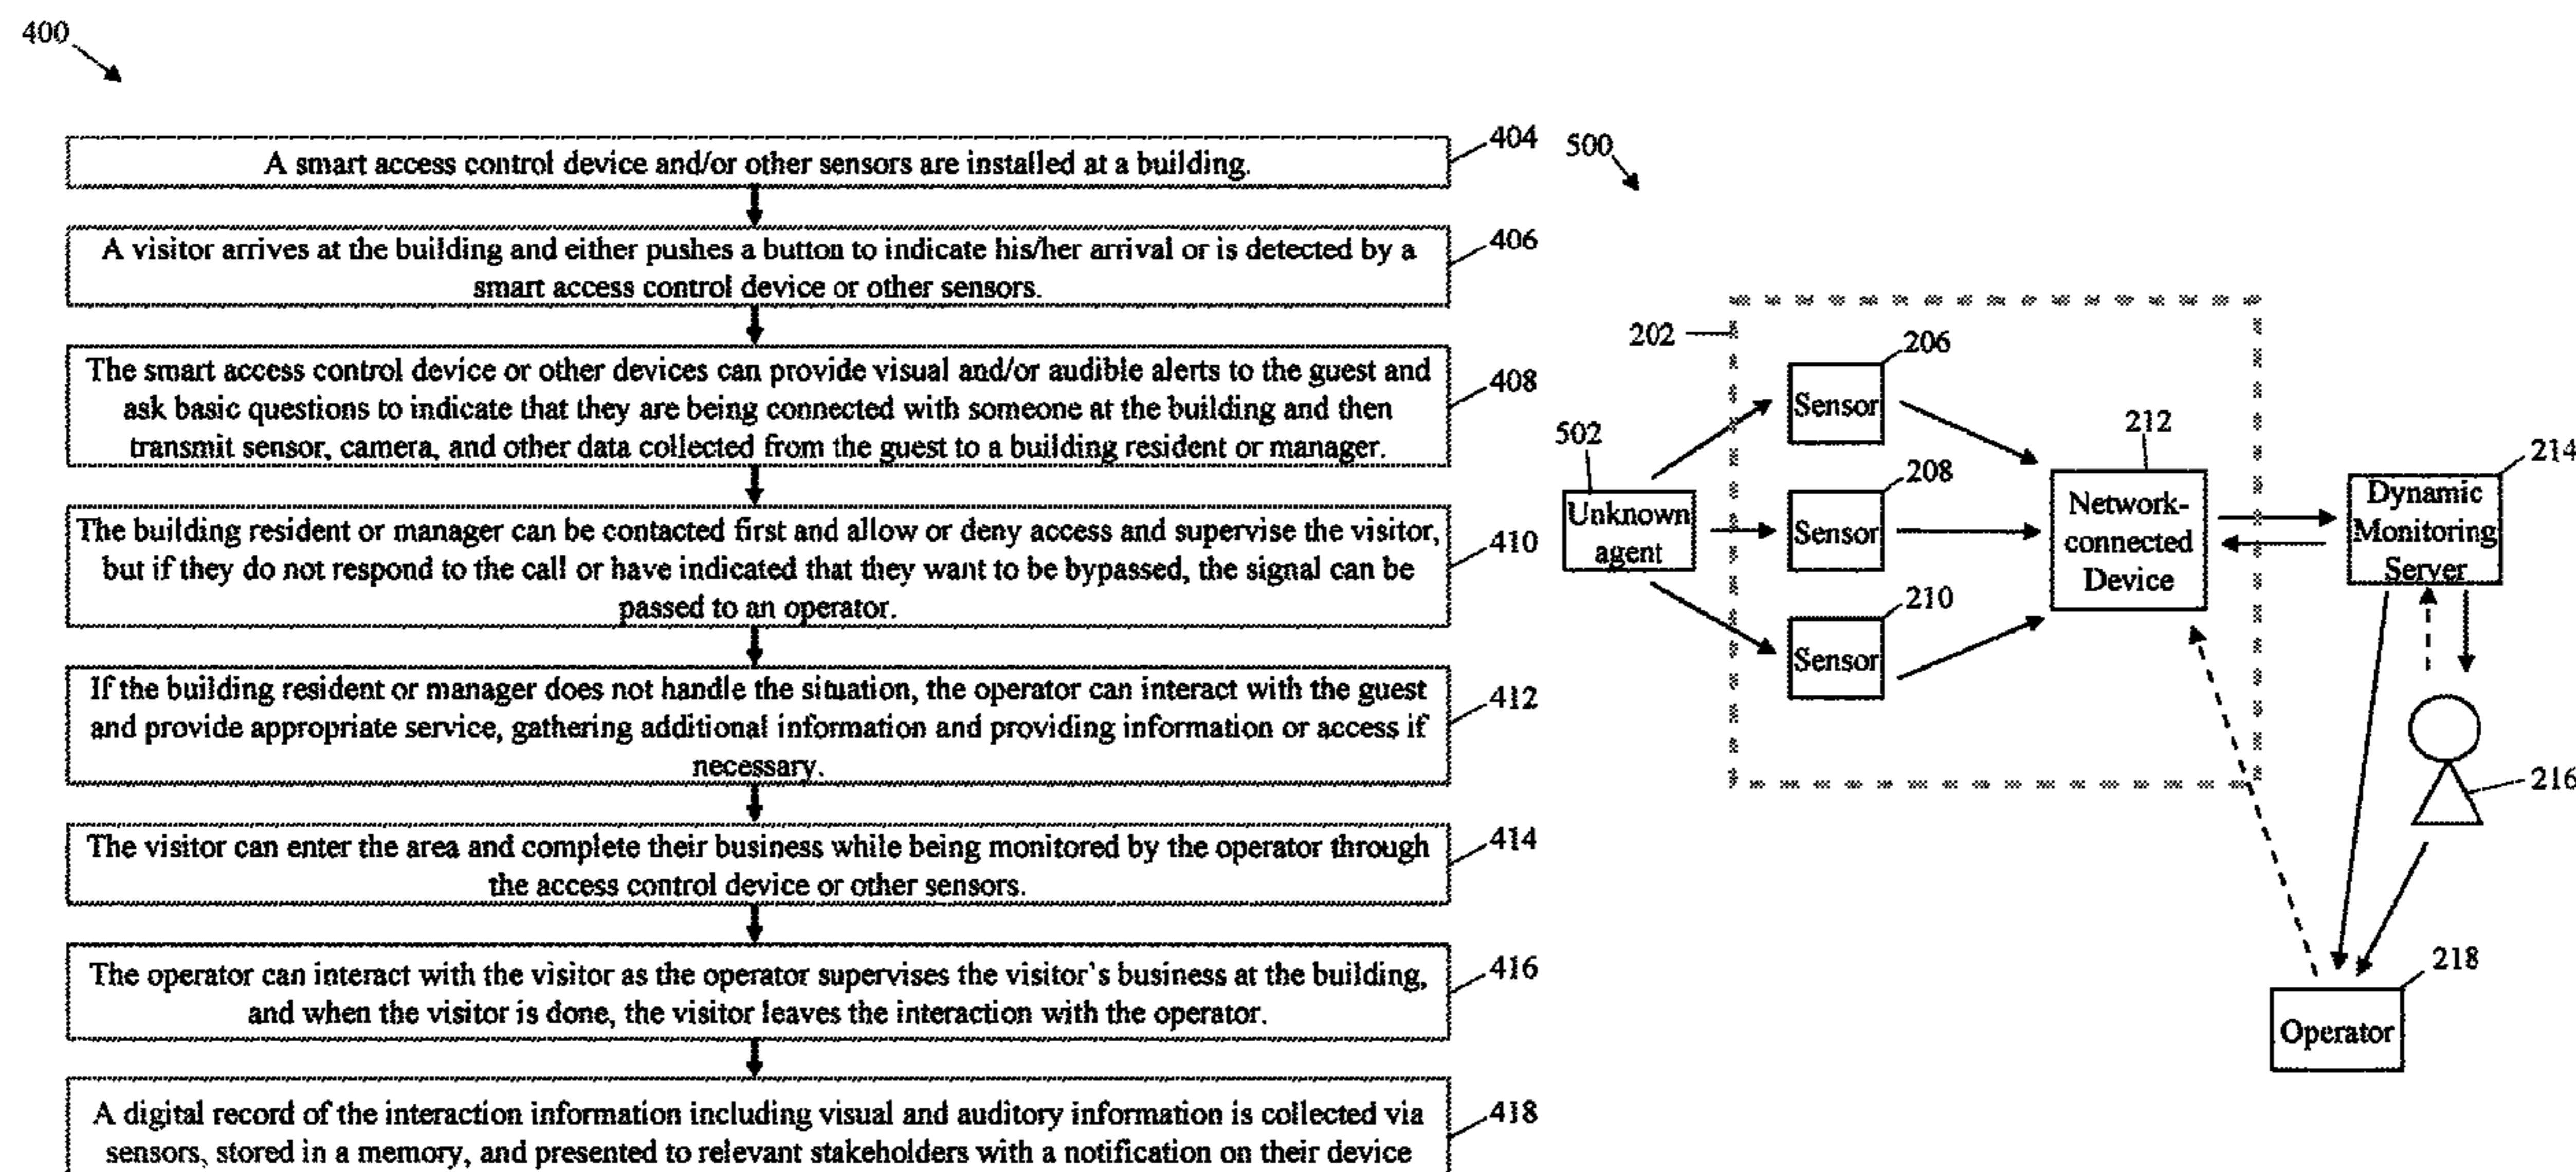 400
A smart access control device and/or other sensors are installed at a building.
404
A visitor arrives at the building and either pushes a button to indicate his/her arrival or is detected by a
smart access control device or other sensors.
406
The smart access control device or other devices can provide visual and/or audible alerts to the guest and
ask basic questions to indicate that they are being connected with someone at the building and then
transmit sensor, camera, and other data collected from the guest to a building resident or manager.
408
The building resident or manager can be contacted first and allow or deny access and supervise the visitor,
but if they do not respond to the call or have indicated that they want to be bypassed, the signal can be
passed to an operator.
410
If the building resident or manager does not handle the situation, the operator can interact with the guest
and provide appropriate service, gathering additional information and providing information or access if
necessary.
412
The visitor can enter the area and complete their business while being monitored by the operator through
the access control device or other sensors.
414
The operator can interact with the visitor as the operator supervises the visitor's business at the building,
and when the visitor is done, the visitor leaves the interaction with the operator.
416
A digital record of the interaction information including visual and auditory information is collected via
sensors, stored in a memory, and presented to relevant stakeholders with a notification on their device
418
500
202
502
Unknown
agent
206
Sensor
208
Sensor
210
Sensor
212
Network-
connected
Device
214
Dynamic
Monitoring
Server
216
218
Operator